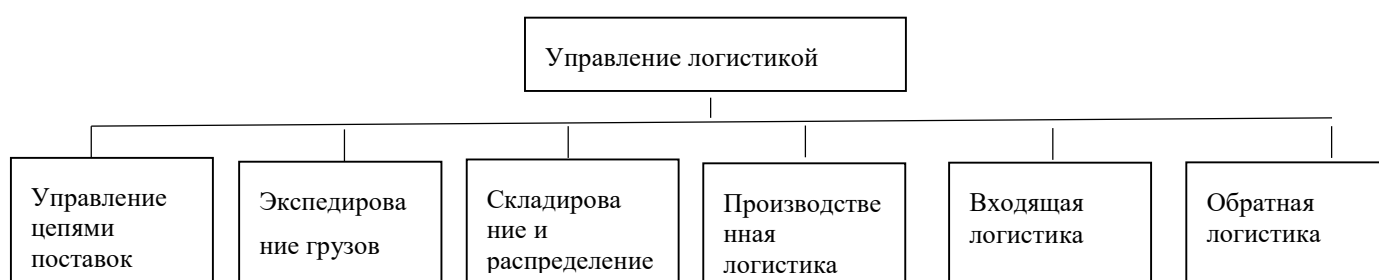 Управление логистикой
Управление
цепями
поставок
Экспедирова
ние грузов
Складирова
ние и
распределение
Производстве
нная
логистика
Входящая
логистика
Обратная
логистика